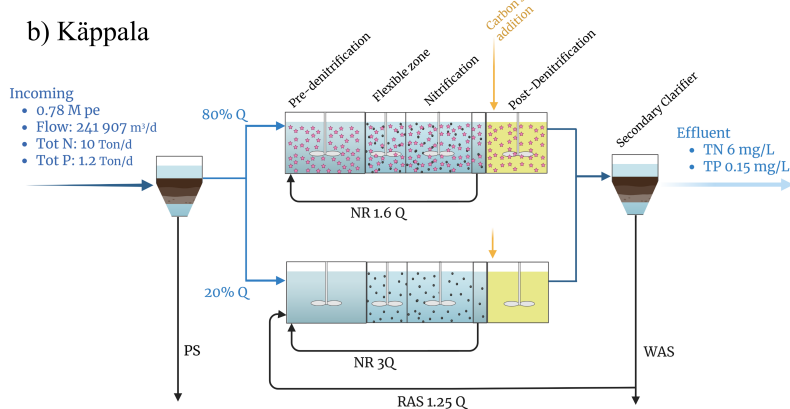 b) Käppala
Incoming
• 0.78 M pe
• Flow: 241 907 m³/d
• Tot N: 10 Ton/d
• Tot P: 1.2 Ton/d
80% Q
20% Q
Pre-denitrification
Flexible zone
Nitrification
Carbon
addition
Post-Denitrification
Secondary Clarifier
Effluent
• TN 6 mg/L
• TP 0.15 mg/L
NR 1.6 Q
PS
NR 3Q
WAS
RAS 1.25 Q